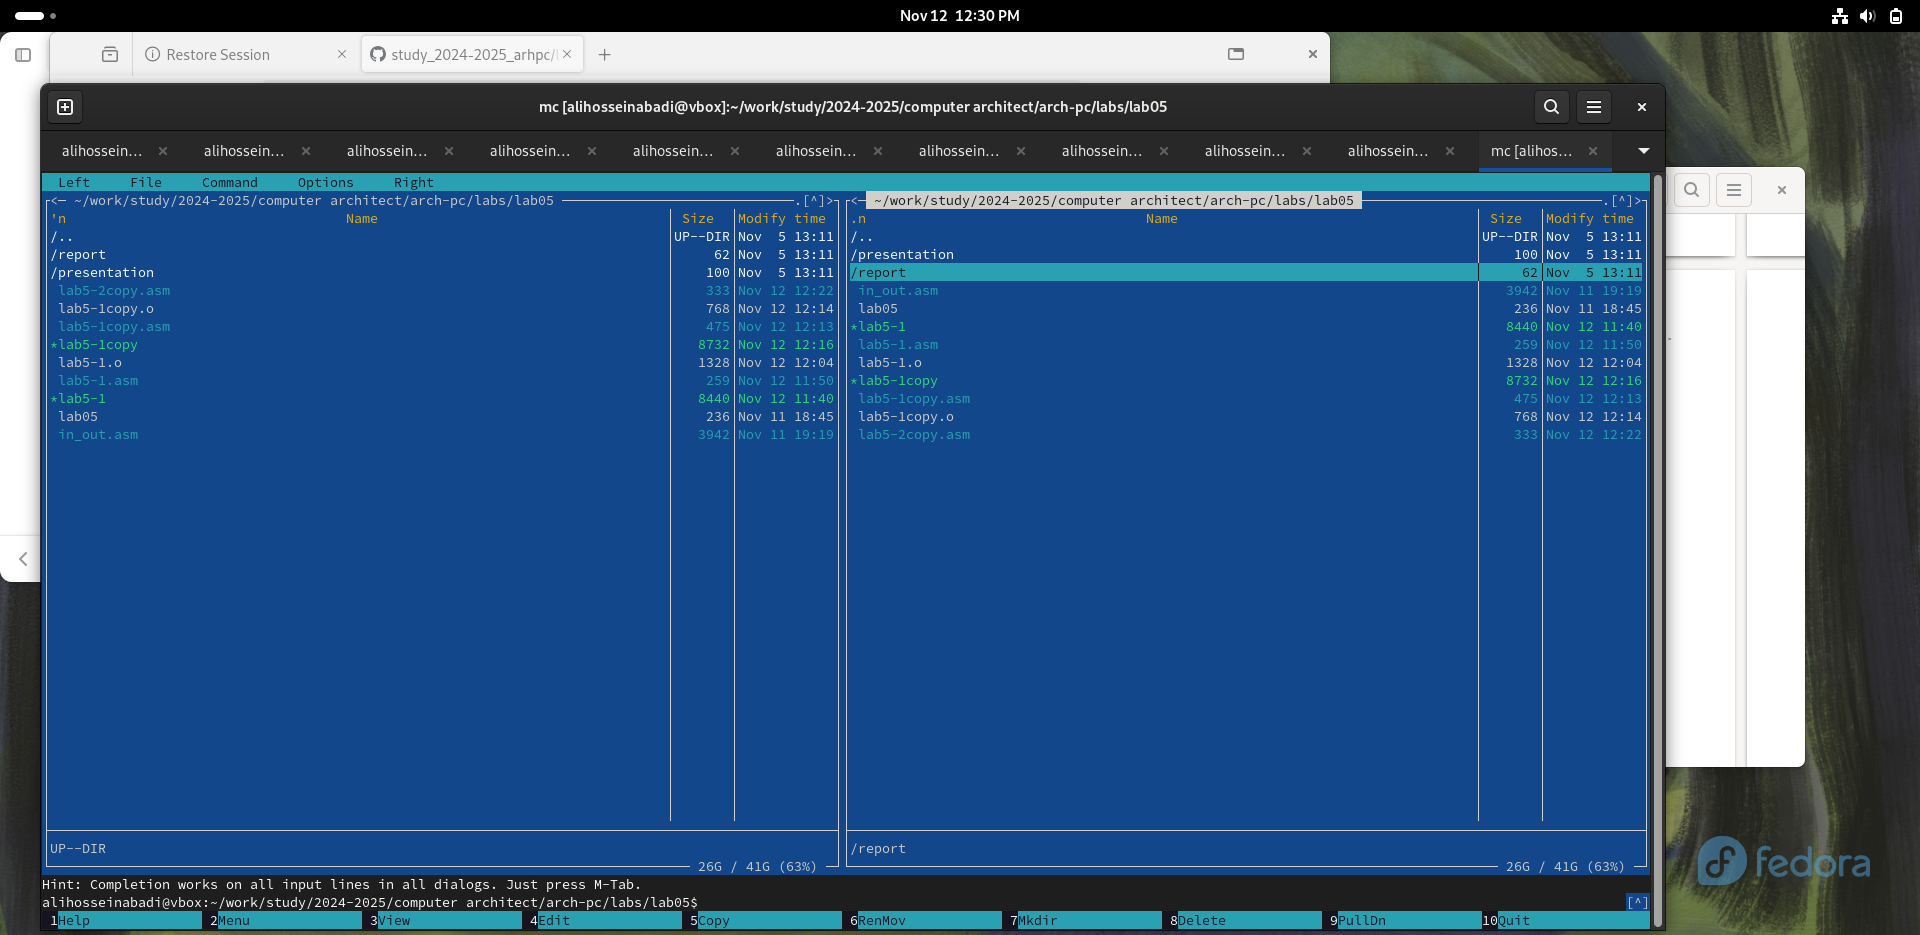 Nov 12 12:30 PM
Restore Session
study_2024-2025_arhpc/
mc [alihosseinabadi@vbox]:~/work/study/2024-2025/computer architect/arch-pc/labs/lab05
alihossein… alihossein… alihossein… alihossein… alihossein… alihossein… alihossein… alihossein… alihossein… alihossein… mc [alihos…
Left File Command Options Right
<─ ~/work/study/2024-2025/computer architect/arch-pc/labs/lab05 ─.[^]>
'n Name Size Modify time
/.. UP--DIR Nov 5 13:11
/report 62 Nov 5 13:11
/presentation 100 Nov 5 13:11
lab5-2copy.asm 333 Nov 12 12:22
lab5-1copy.o 768 Nov 12 12:14
lab5-1copy.asm 475 Nov 12 12:13
*lab5-1copy 8732 Nov 12 12:16
lab5-1.o 1328 Nov 12 12:04
lab5-1.asm 259 Nov 12 11:50
*lab5-1 8440 Nov 12 11:40
lab05 236 Nov 11 18:45
in_out.asm 3942 Nov 11 19:19
UP--DIR
26G / 41G (63%)
<─ ~/work/study/2024-2025/computer architect/arch-pc/labs/lab05 ─.[^]>
.n Name Size Modify time
/.. UP--DIR Nov 5 13:11
/presentation 100 Nov 5 13:11
/report 62 Nov 5 13:11
in_out.asm 3942 Nov 11 19:19
lab05 236 Nov 11 18:45
*lab5-1 8440 Nov 12 11:40
lab5-1.asm 259 Nov 12 11:50
lab5-1.o 1328 Nov 12 12:04
*lab5-1copy 8732 Nov 12 12:16
lab5-1copy.asm 475 Nov 12 12:13
lab5-1copy.o 768 Nov 12 12:14
lab5-2copy.asm 333 Nov 12 12:22
/report
26G / 41G (63%)
Hint: Completion works on all input lines in all dialogs. Just press M-Tab.
alihosseinabadi@vbox:~/work/study/2024-2025/computer architect/arch-pc/labs/lab05$ [^]
1Help 2Menu 3View 4Edit 5Copy 6RenMov 7Mkdir 8Delete 9PullDn 10Quit
fedora